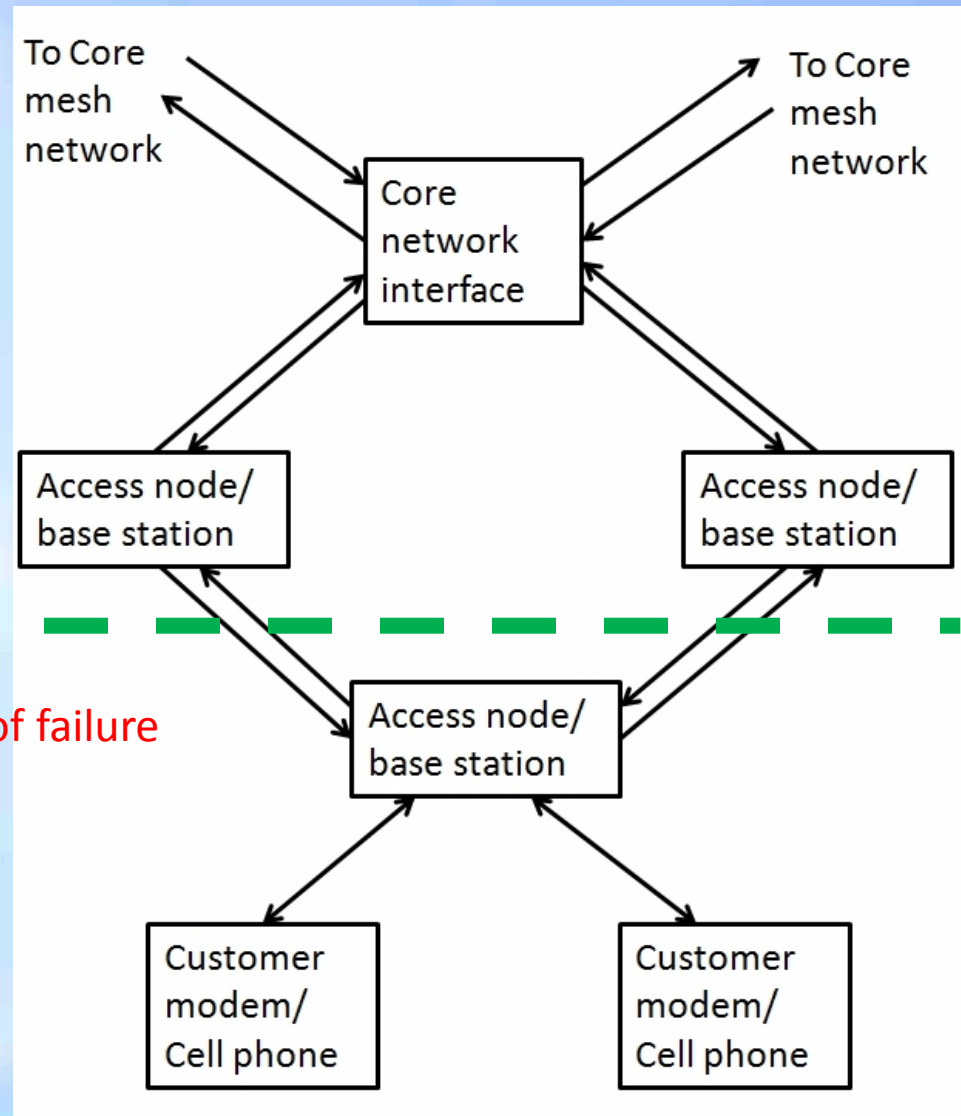 To Core
mesh
network
To Core
mesh
network
Core
network
interface
Access node/
base station
Access node/
base station
of failure
Access node/
base station
Customer
modem/
Cell phone
Customer
modem/
Cell phone